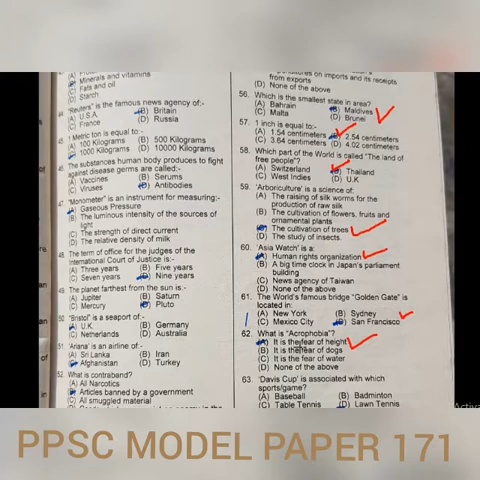 Minerals and vitamins
(C) Fats and oil
(D) Starch
44. "Reuters" is the famous news agency of:-
(A) U.S.A. (B) Britain
(C) France (D) Russia
45. 1 Metric ton is equal to:-
(A) 100 Kilograms (B) 500 Kilograms
(C) 1000 Kilograms (D) 10000 Kilograms
46. The substances human body produces to fight
against disease germs are called:-
(A) Vaccines (B) Serums
(C) Viruses (D) Antibodies
47. "Monometer" is an instrument for measuring:-
(A) Gaseous Pressure
(B) The luminous intensity of the sources of
light
(C) The strength of direct current
(D) The relative density of milk
48. The term of office for the judges of the
International Court of Justice is:-
(A) Three years (B) Five years
(C) Seven years (D) Nine years
49. The planet farthest from the sun is:-
(A) Jupiter (B) Saturn
(C) Mercury (D) Pluto
50. "Bristol" is a seaport of:-
(A) U.K. (B) Germany
(C) Netherlands (D) Australia
51. 'Ariana' is an airline of:-
(A) Sri Lanka (B) Iran
(C) Afghanistan (D) Turkey
52. What is contraband?
(A) All Narcotics
(B) Articles banned by a government
(C) All smuggled material
on imports and its receipts
from exports
(D) None of the above
56. Which is the smallest state in area?
(A) Bahrain (B) Maldives
(C) Malta (D) Brunei
57. 1 inch is equal to:-
(A) 1.54 centimeters (B) 2.54 centimeters
(C) 3.64 centimeters (D) 4.02 centimeters
58. Which part of the World is called "The land of
free people"?
(A) Switzerland (B) Thailand
(C) West Indies (D) U.K
59. 'Arboriculture' is a science of:
(A) The raising of silk worms for the
production of raw silk
(B) The cultivation of flowers, fruits and
ornamental plants
(C) The cultivation of trees
(D) The study of insects.
60. 'Asia Watch' is a:
(A) Human rights organization
(B) A big time clock in Japan's parliament
building
(C) News agency of Taiwan
(D) None of the above
61. The World's famous bridge "Golden Gate" is
located in:
(A) New York (B) Sydney
(C) Mexico City (D) San Francisco
62. What is "Acrophobia"?
(A) It is the fear of height
(B) It is the fear of dogs
(C) It is the fear of water
(D) None of the above
63. 'Davis Cup' is associated with which
sports/game?
(A) Baseball (B) Badminton
(C) Table Tennis (D) Lawn Tennis
PPSC MODEL PAPER 171